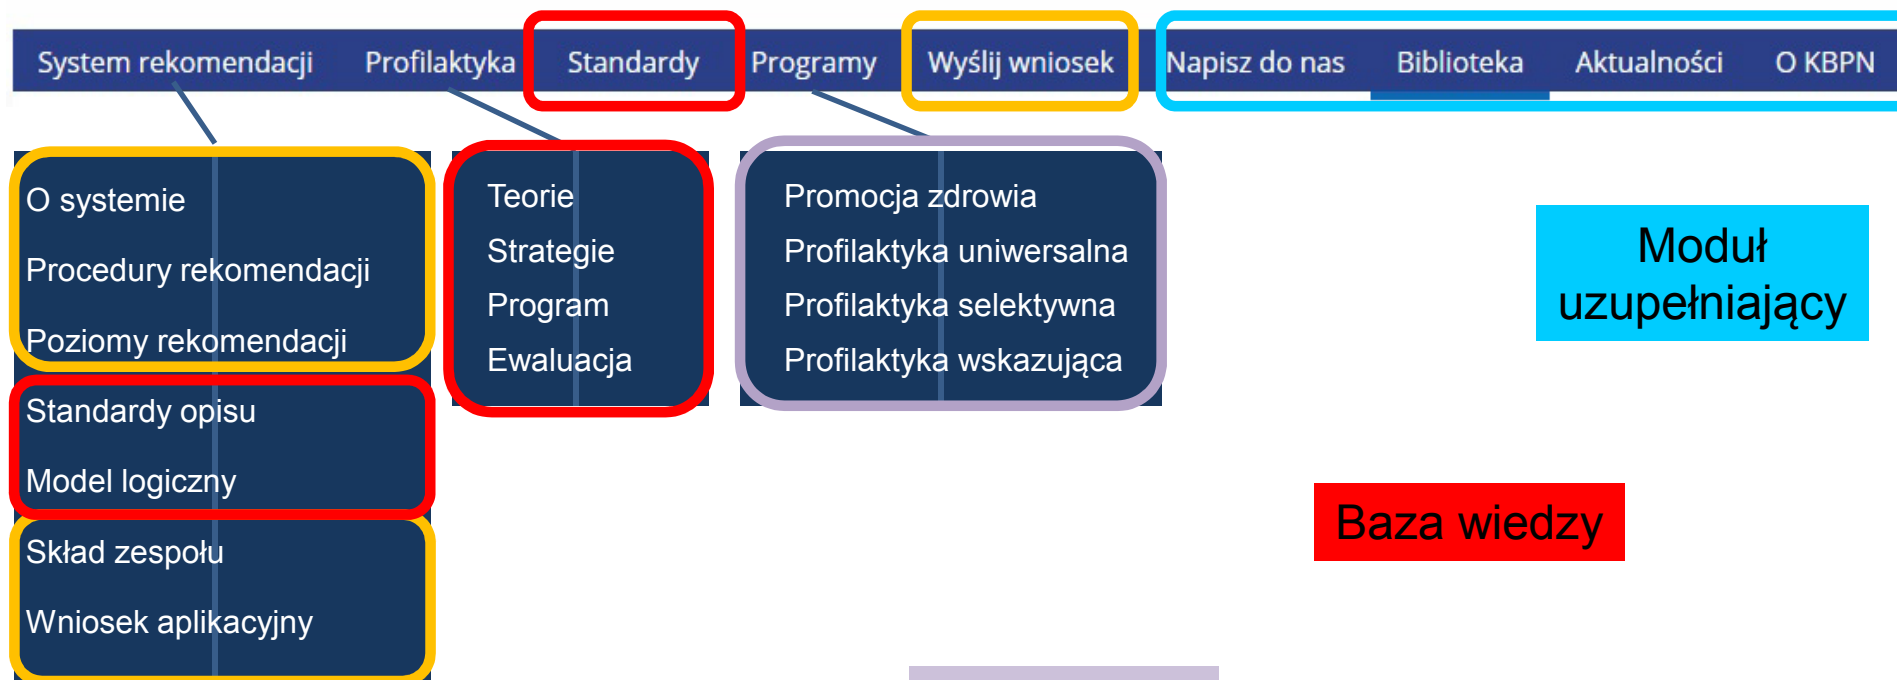 System rekomendacji Profilaktyka Standardy Programy Wyślij wniosek Napisz do nas Biblioteka Aktualności O KBPN
O systemie
Procedury rekomendacji
Poziomy rekomendacji
Standardy opisu
Model logiczny
Skład zespołu
Wniosek aplikacyjny
Teorie
Strategie
Program
Ewaluacja
Promocja zdrowia
Profilaktyka uniwersalna
Profilaktyka selektywna
Profilaktyka wskazująca
Moduł
uzupełniający
Baza wiedzy